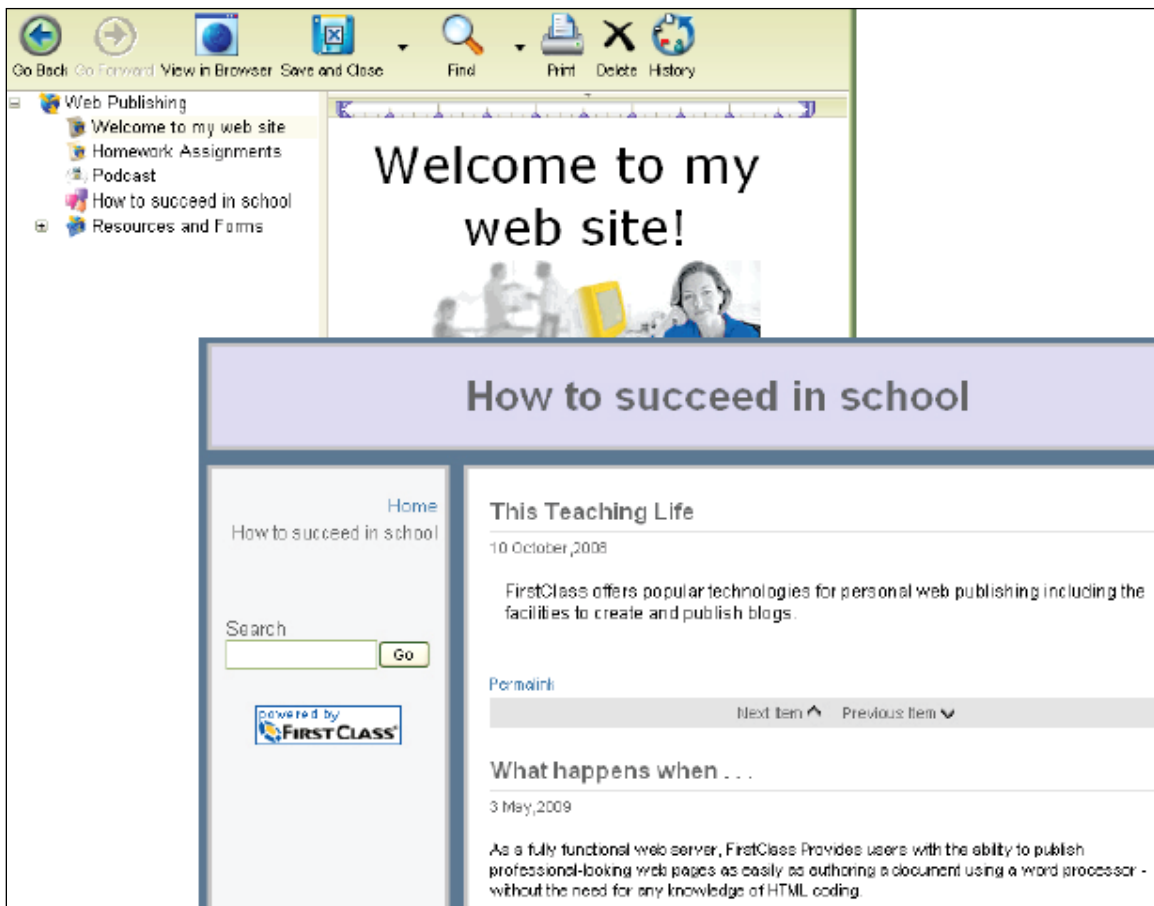 Go Back Go Forward View in Browser Save and Close Find Print Delete History
Web Publishing
Welcome to my web site
Homework Assignments
Podcast
How to succeed in school
Resources and Forms
Welcome to my
web site!
How to succeed in school
Home
How to succeed in school
Search
Go
powered by
FIRSTCLASS
This Teaching Life
10 October,2008
FirstClass offers popular technologies for personal web publishing including the
facilities to create and publish blogs.
Permalink
Next Item Previous Item
What happens when . . .
3 May,2009
As a fully functional web server, FirstClass Provides users with the ability to publish
professional-looking web pages as easily as authoring a document using a word processor -
without the need for any knowledge of HTML coding.